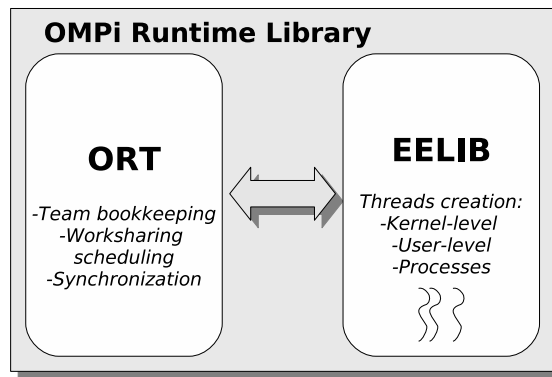 OMPi Runtime Library
ORT
-Team bookkeeping
-Worksharing
scheduling
-Synchronization
EELIB
Threads creation:
-Kernel-level
-User-level
-Processes